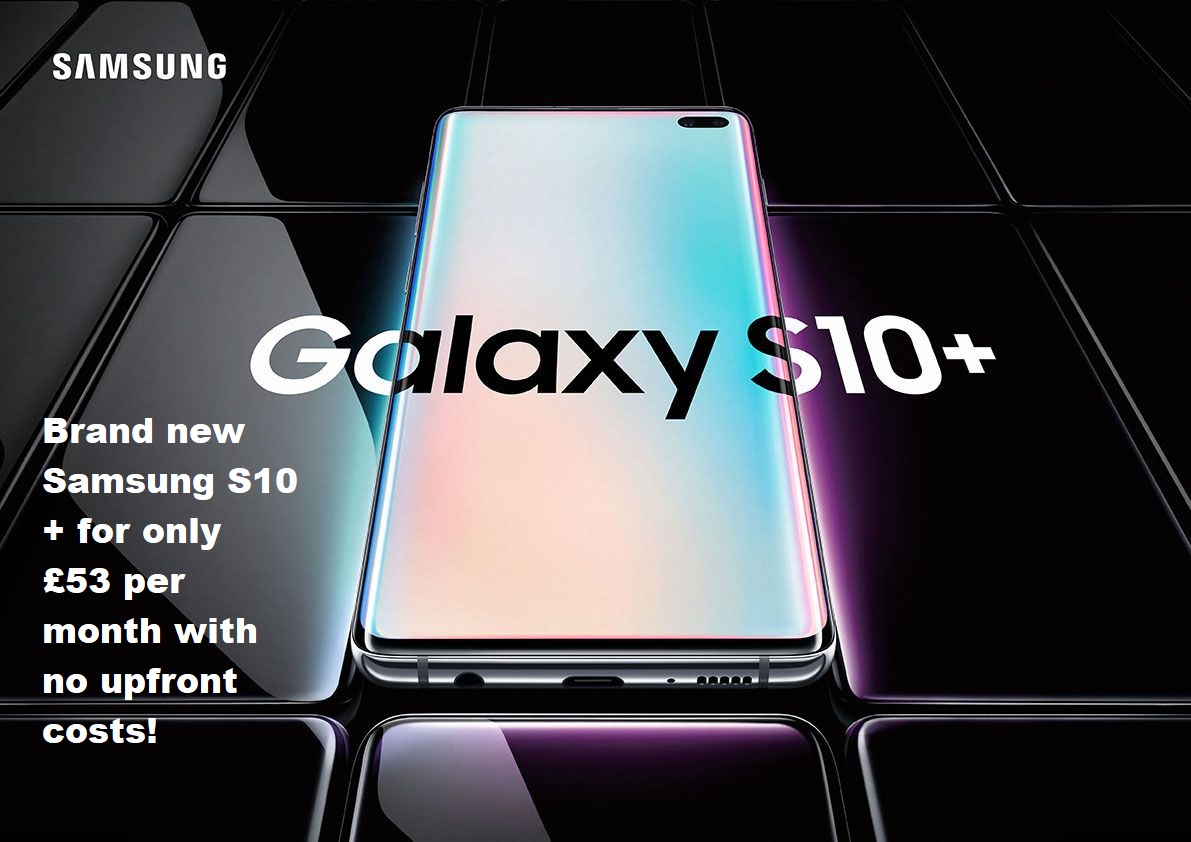 SAMSUNG
Galaxy S10+
Brand new
Samsung S10
+ for only
£53 per
month with
no upfront
costs!